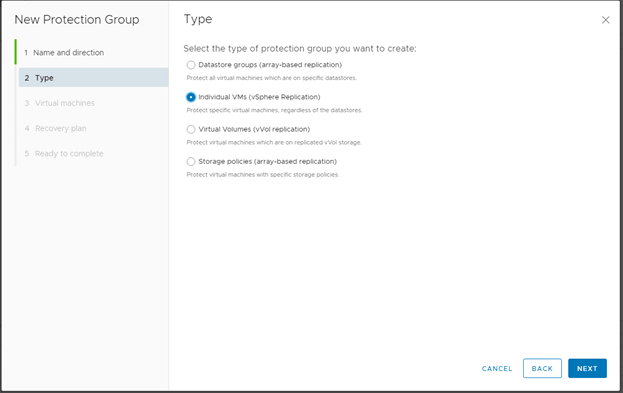 New Protection Group
1 Name and direction
2 Type
3 Virtual machines
4 Recovery plan
5 Ready to complete
Type
Select the type of protection group you want to create:
Datastore groups (array-based replication)
Protect all virtual machines which are on specific datastores.
Individual VMs (vSphere Replication)
Protect specific virtual machines, regardless of the datastores.
Virtual Volumes (vVol replication)
Protect virtual machines which are on replicated vVol storage.
Storage policies (array-based replication)
Protect virtual machines with specific storage policies.
CANCEL BACK NEXT